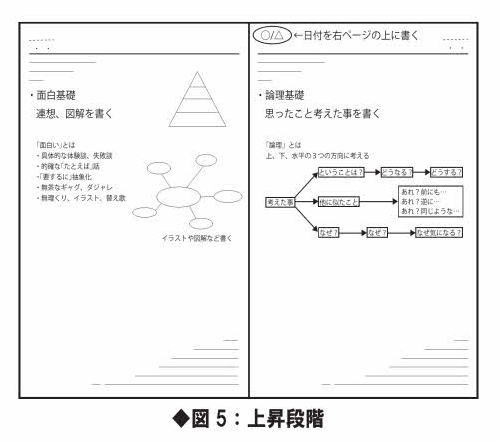 ・面白基礎
連想、図解を書く
「面白い」とは
・具体的な体験談、失敗談
・的確な「たとえば」話
・「要するに」抽象化
・無茶なギャグ、ダジャレ
・無理くり、イラスト、替え歌
イラストや図解など書く
○/△ ←日付を右ページの上に書く
・論理基礎
思ったこと考えた事を書く
「論理」とは
上、下、水平の3つの方向に考える
ということは? どうなる? どうする?
考えた事 他に似たこと
あれ?前にも…
あれ?逆に…
あれ?同じような…
なぜ? なぜ? なぜ気になる?
◆図5:上昇段階